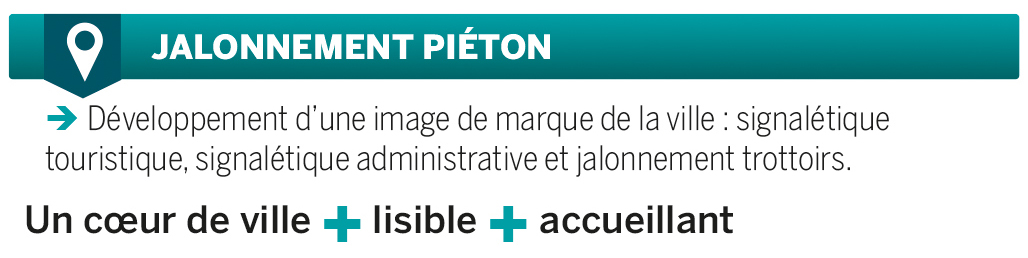 JALONNEMENT PIÉTON
➔ Développement d’une image de marque de la ville : signalétique
touristique, signalétique administrative et jalonnement trottoirs.
Un cœur de ville + lisible + accueillant